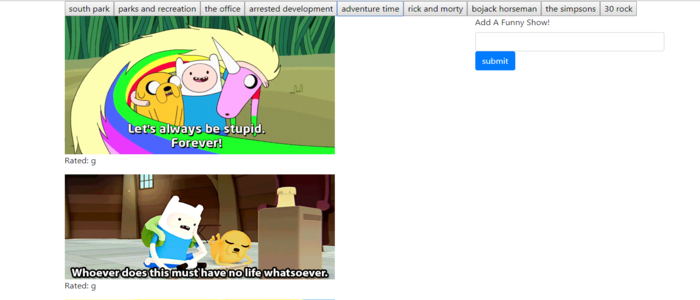 south park parks and recreation the office arrested development adventure time rick and morty bojack horseman the simpsons 30 rock
Add A Funny Show!
submit
Let's always be stupid.
Forever!
Rated: g
Whoever does this must have no life whatsoever.
Rated: g